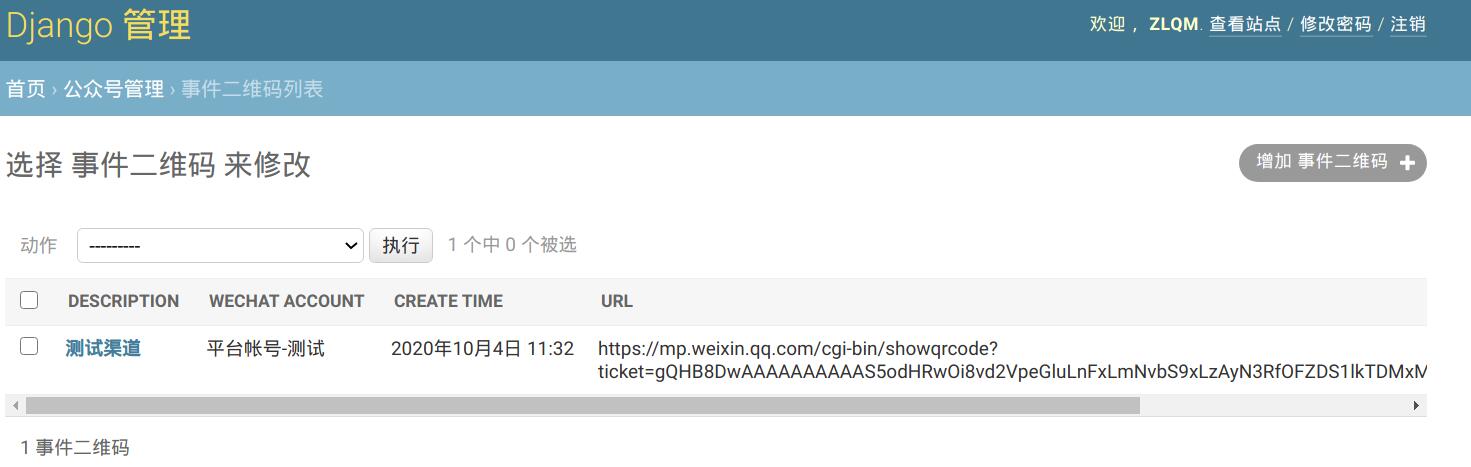 Django 管理
欢迎， ZLQM. 查看站点 / 修改密码 / 注销
首页 › 公众号管理 › 事件二维码列表
选择 事件二维码 来修改
增加 事件二维码
动作 --------- 执行 1 个中 0 个被选
DESCRIPTION WECHAT ACCOUNT CREATE TIME URL
测试渠道 平台帐号-测试 2020年10月4日 11:32 https://mp.weixin.qq.com/cgi-bin/showqrcode?
ticket=gQHB8DwAAAAAAAAAAS5odHRwOi8vd2VpeGluLnFxLmNvbS9xLzAyN3RfOFZDS1lkTDMxM
1 事件二维码